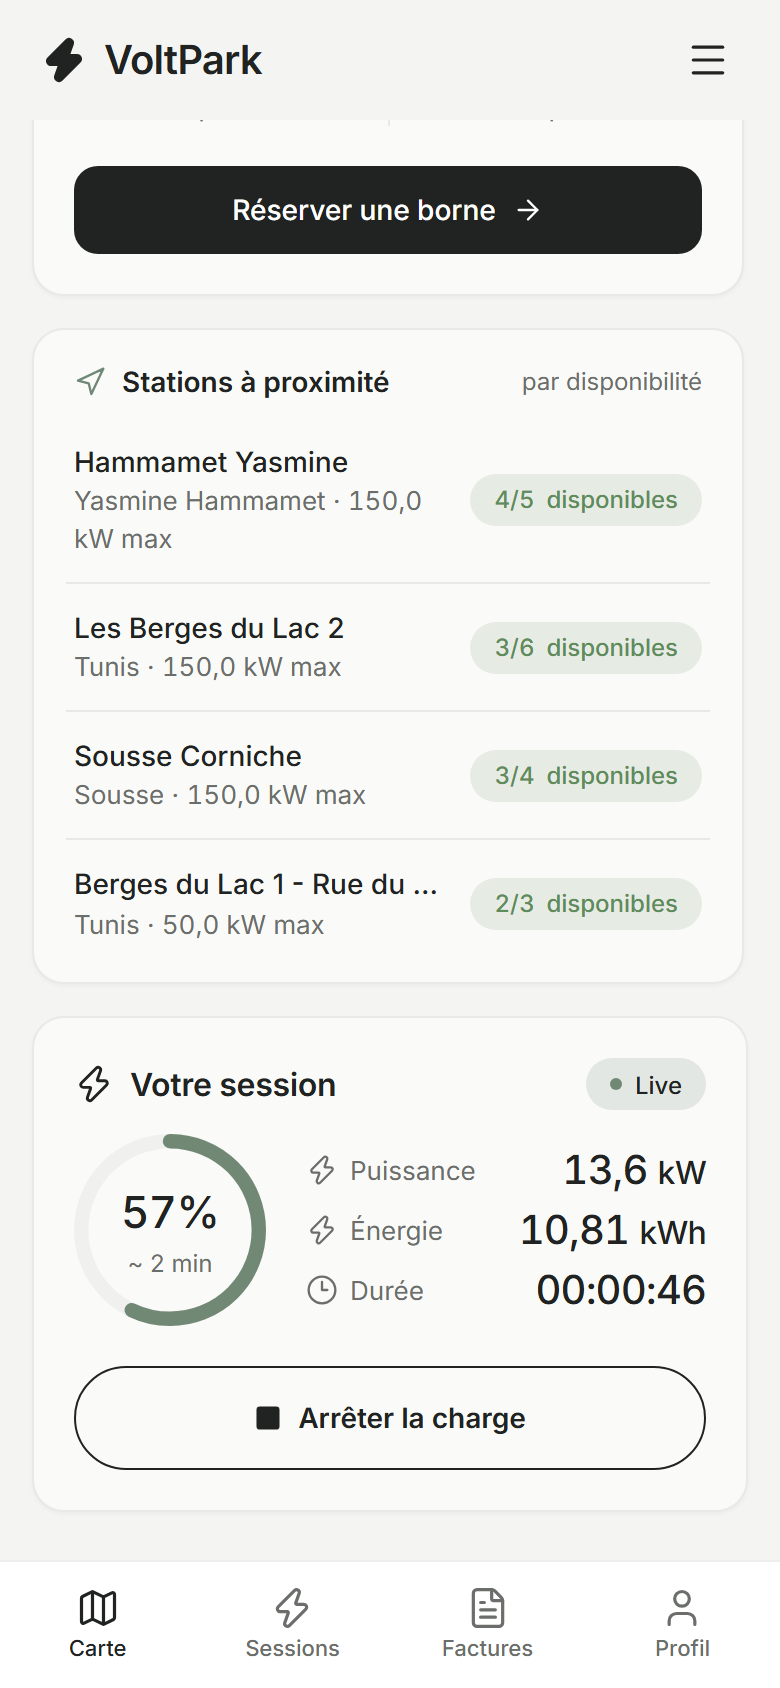 VoltPark
Réserver une borne
Stations à proximité
par disponibilité
Hammamet Yasmine
Yasmine Hammamet · 150,0
kW max
4/5 disponibles
Les Berges du Lac 2
Tunis · 150,0 kW max
3/6 disponibles
Sousse Corniche
Sousse · 150,0 kW max
3/4 disponibles
Berges du Lac 1 - Rue du ...
Tunis · 50,0 kW max
2/3 disponibles
Votre session
Live
57%
~ 2 min
Puissance
13,6 kW
Énergie
10,81 kWh
Durée
00:00:46
Arrêter la charge
Carte
Sessions
Factures
Profil